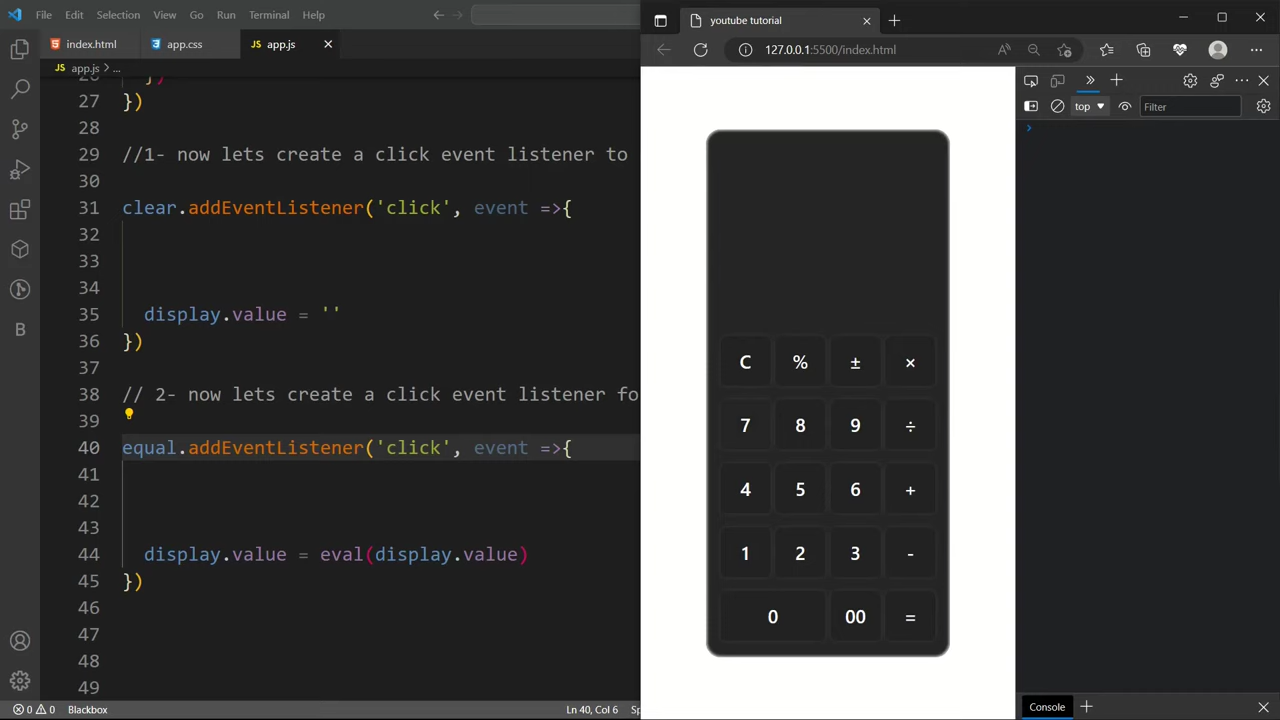 File Edit Selection View Go Run Terminal Help
index.html app.css JS app.js
JS app.js > ...
27 })
28
29 //1- now lets create a click event listener to
30
31 clear.addEventListener('click', event =>{
32
33
34
35 display.value = ''
36 })
37
38 // 2- now lets create a click event listener fo
39
40 equal.addEventListener('click', event =>{
41
42
43
44 display.value = eval(display.value)
45 })
46
47
48
49
B
0 0 Blackbox Ln 40, Col 6
youtube tutorial
127.0.0.1:5500/index.html
top Filter
C % ± ×
7 8 9 ÷
4 5 6 +
1 2 3 -
0 00 =
Console